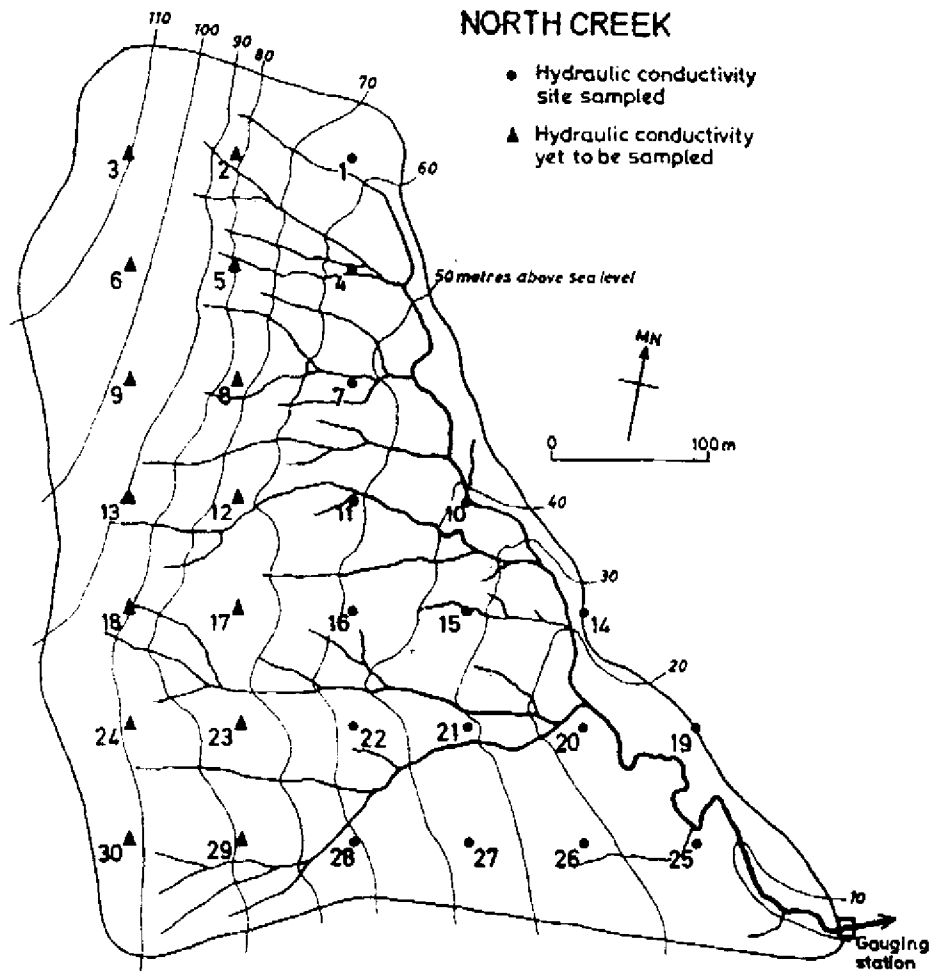 NORTH CREEK
Hydraulic conductivity
site sampled
Hydraulic conductivity
yet to be sampled
110
100
90
80
70
60
50 metres above sea level
MN
0 100m
40
30
20
10
3 2 1
6 5 4
9 8 7
13 12 11 10
18 17 16 15 14
24 23 22 21 20 19
30 29 28 27 26 25
Gauging
station